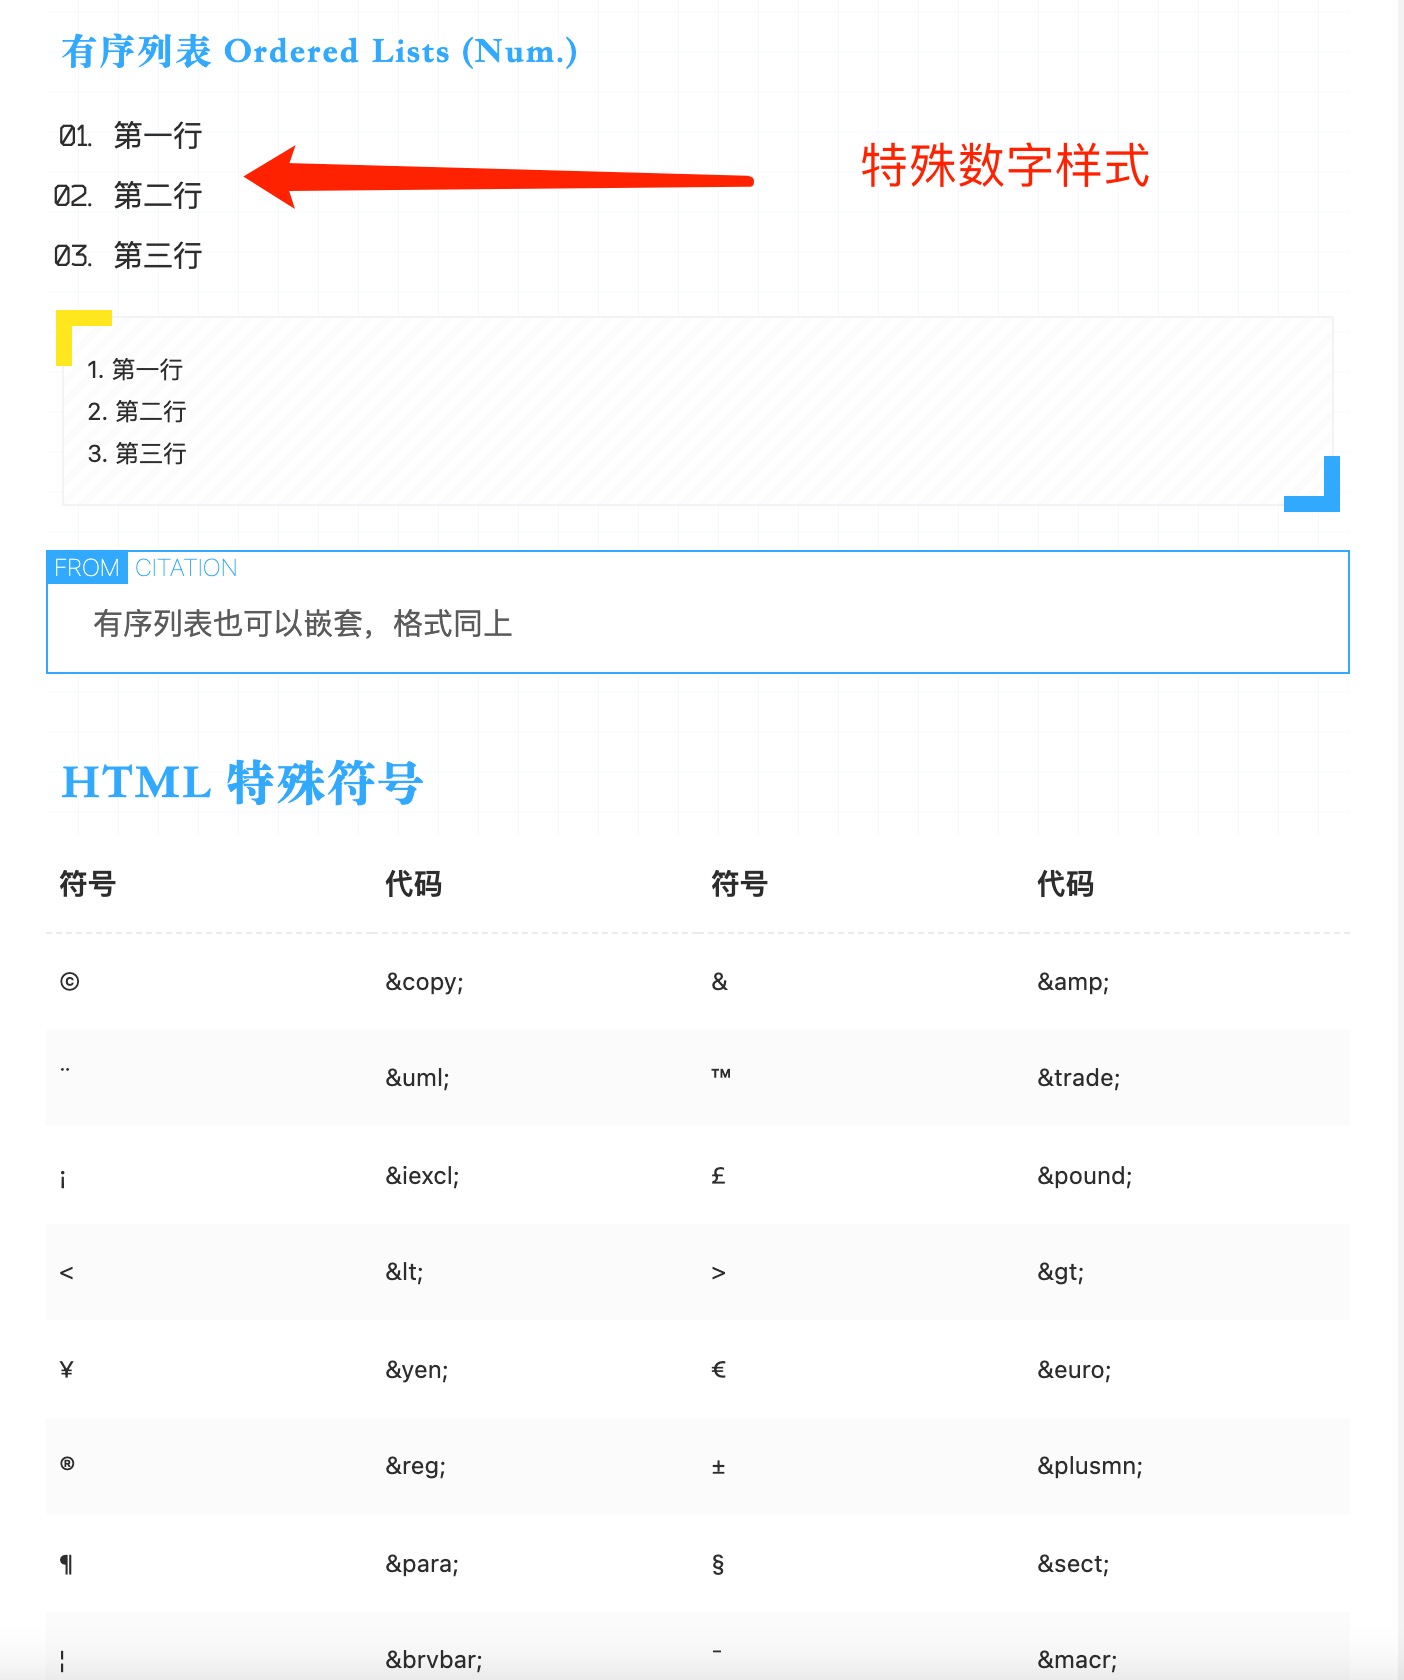 有序列表 Ordered Lists (Num.)
01. 第一行
特殊数字样式
02. 第二行
03. 第三行
1. 第一行
2. 第二行
3. 第三行
FROM CITATION
有序列表也可以嵌套，格式同上
HTML 特殊符号
符号 代码 符号 代码
© &copy; & &amp;
¨ &uml; ™ &trade;
¡ &iexcl; £ &pound;
< &lt; > &gt;
¥ &yen; € &euro;
® &reg; ± &plusmn;
¶ &para; § &sect;
¦ &brvbar; ¯ &macr;